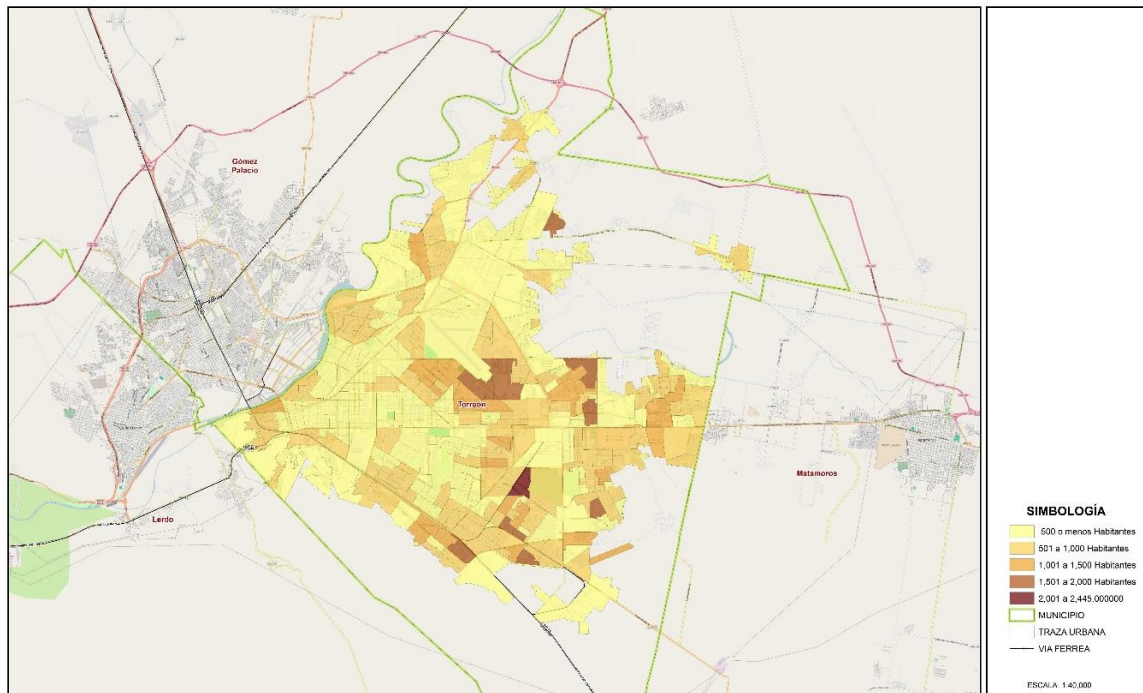 Gómez
Palacio
Torreón
Matamoros
Lerdo
SIMBOLOGÍA
500 o menos Habitantes
501 a 1,000 Habitantes
1,001 a 1,500 Habitantes
1,501 a 2,000 Habitantes
2,001 a 2,445.000000
MUNICIPIO
TRAZA URBANA
VIA FERREA
ESCALA: 1:40,000